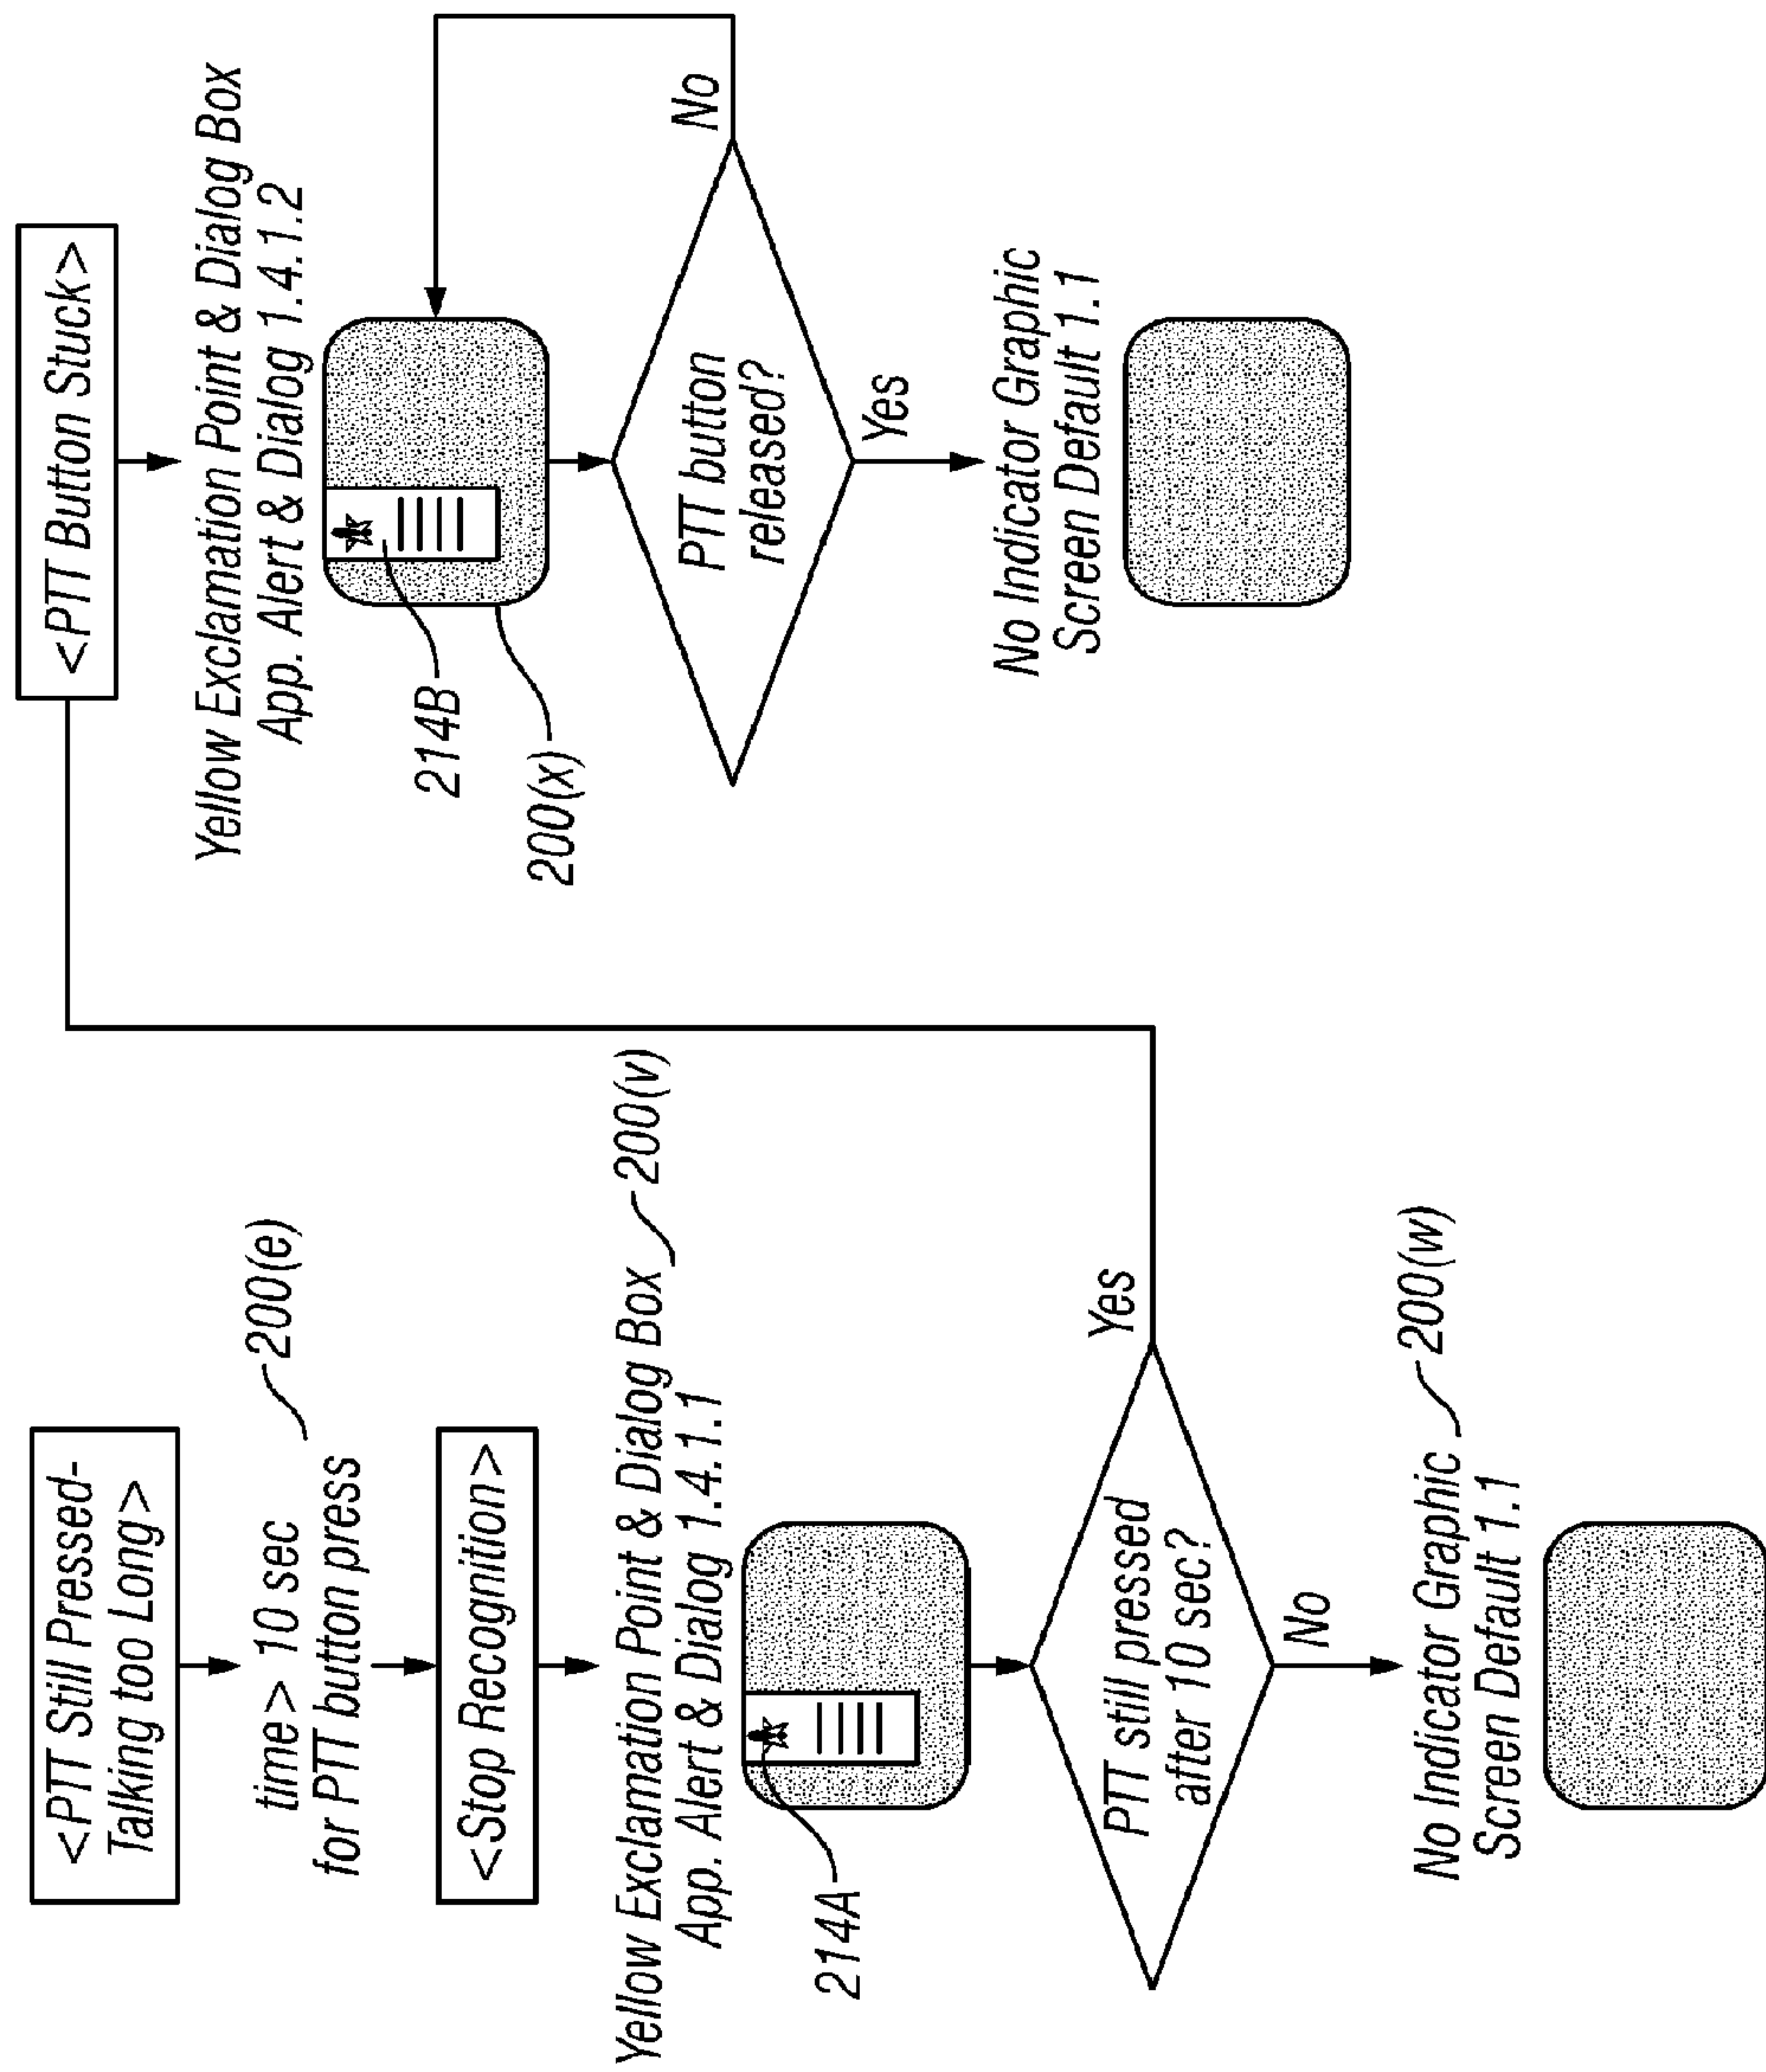 <PTT Still Pressed-
Talking too Long>
time> 10 sec
for PTT button press
200(e)
<Stop Recognition>
Yellow Exclamation Point & Dialog Box
App. Alert & Dialog 1.4.1.1
200(v)
214A
PTT still pressed
after 10 sec?
Yes
No
No Indicator Graphic
Screen Default 1.1
200(w)
<PTT Button Stuck>
Yellow Exclamation Point & Dialog Box
App. Alert & Dialog 1.4.1.2
214B
200(x)
PTT button
released?
No
Yes
No Indicator Graphic
Screen Default 1.1